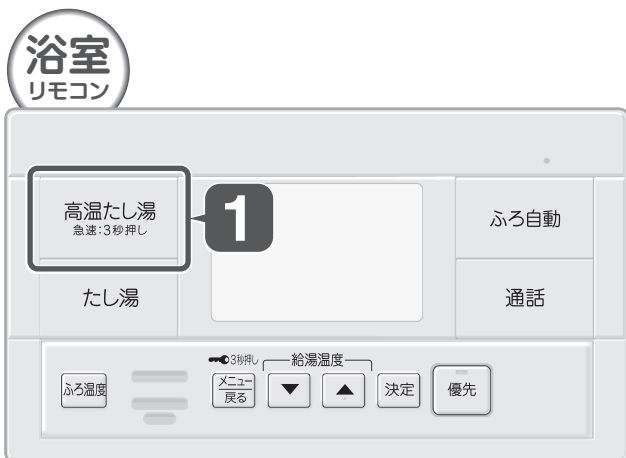 浴室
リモコン
高温たし湯
急速:3秒押し
1
ふろ自動
たし湯
通話
3秒押し
給湯温度
ふろ温度
メニュー
戻る
▼
▲
決定
優先